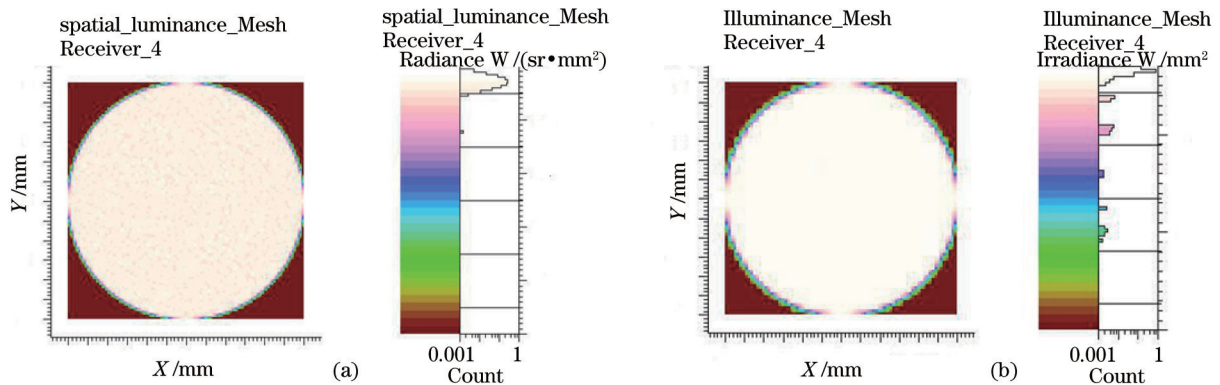 spatial_luminance_Mesh
Receiver_4
Y /mm
X /mm
(a)
spatial_luminance_Mesh
Receiver_4
Radiance W /(sr•mm²)
0.001 1
Count
Illuminance_Mesh
Receiver_4
Y /mm
X /mm
(b)
Illuminance_Mesh
Receiver_4
Irradiance W /mm²
0.001 1
Count